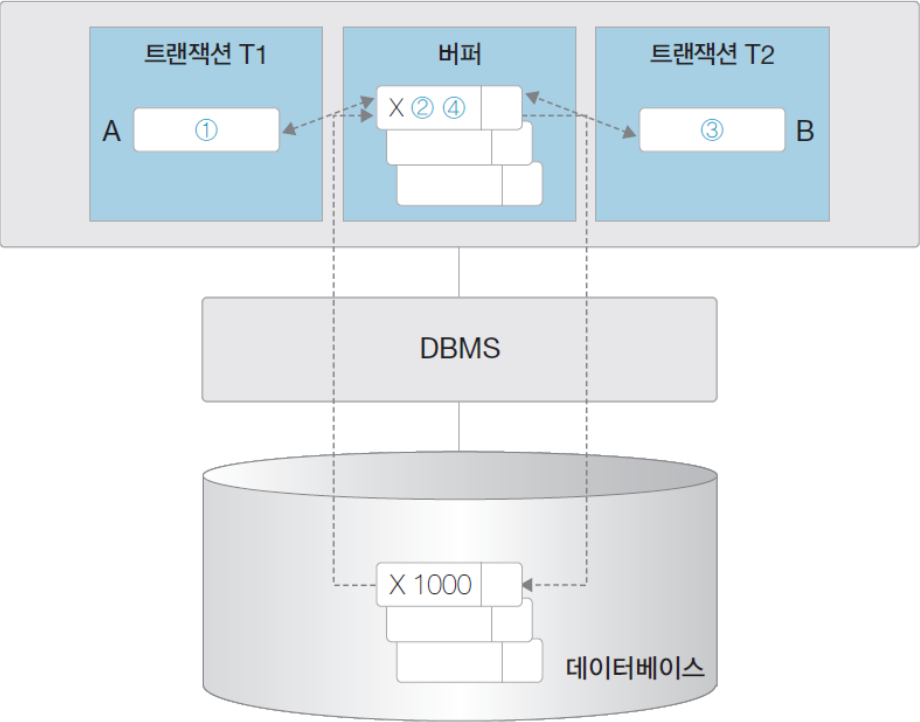 트랜잭션 T1
버퍼
트랜잭션 T2
A ①
X ② ④
③ B
DBMS
X 1000
데이터베이스